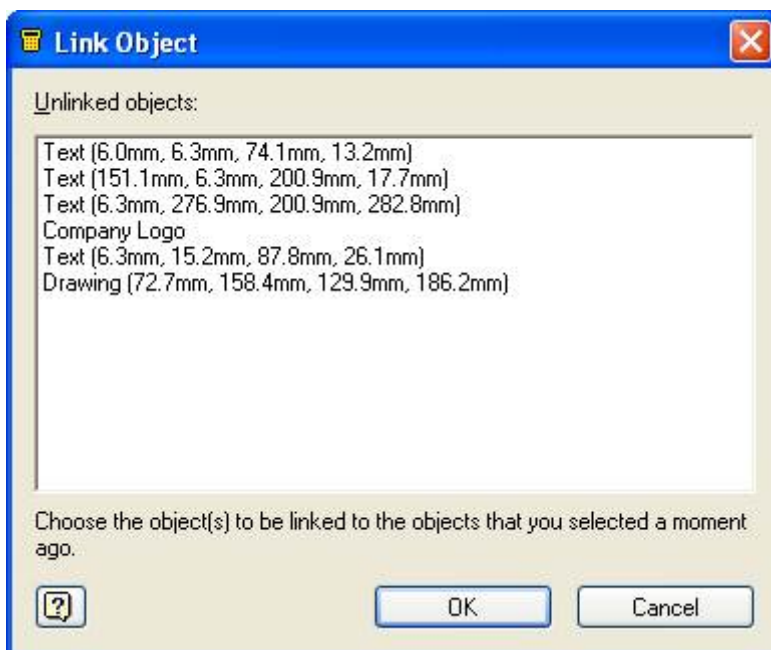 Link Object
Unlinked objects:
Text (6.0mm, 6.3mm, 74.1mm, 13.2mm)
Text (151.1mm, 6.3mm, 200.9mm, 17.7mm)
Text (6.3mm, 276.9mm, 200.9mm, 282.8mm)
Company Logo
Text (6.3mm, 15.2mm, 87.8mm, 26.1mm)
Drawing (72.7mm, 158.4mm, 129.9mm, 186.2mm)
Choose the object(s) to be linked to the objects that you selected a moment
ago.
OK Cancel